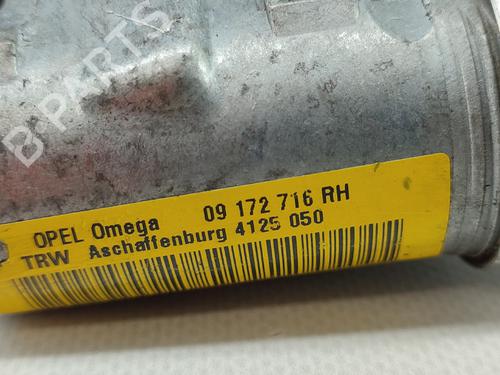 B PARTS
OPEL Omega 09 172 716 RH
TRW Aschaffenburg 4125 050